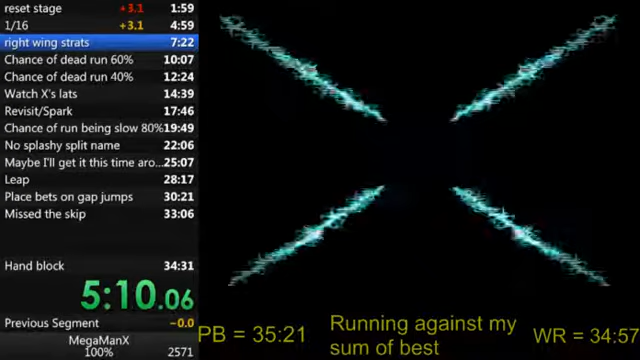 reset stage +3.1 1:59
1/16 +3.1 4:59
right wing strats 7:22
Chance of dead run 60% 10:07
Chance of dead run 40% 12:24
Watch X's lats 14:39
Revisit/Spark 17:46
Chance of run being slow 80% 19:49
No splashy split name 22:06
Maybe I'll get it this time aro... 25:07
Leap 28:17
Place bets on gap jumps 30:21
Missed the skip 33:06
Hand block 34:31
5:10.06
Previous Segment -0.0
MegaManX
100% 2571
PB = 35:21
Running against my
sum of best
WR = 34:57